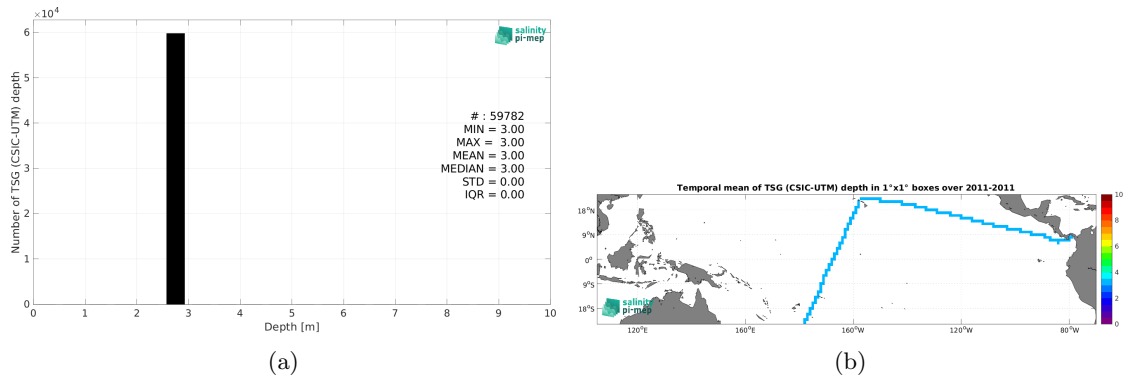 ×10⁴
6
5
4
3
2
1
0
0 1 2 3 4 5 6 7 8 9 10
Number of TSG (CSIC-UTM) depth
Depth [m]
salinity
pi-mep
# : 59782
MIN = 3.00
MAX = 3.00
MEAN = 3.00
MEDIAN = 3.00
STD = 0.00
IQR = 0.00
(a)
Temporal mean of TSG (CSIC-UTM) depth in 1°x1° boxes over 2011-2011
18°N
9°N
0°
9°S
18°S
120°E 160°E 160°W 120°W 80°W
salinity
pi-mep
10
8
6
4
2
0
(b)